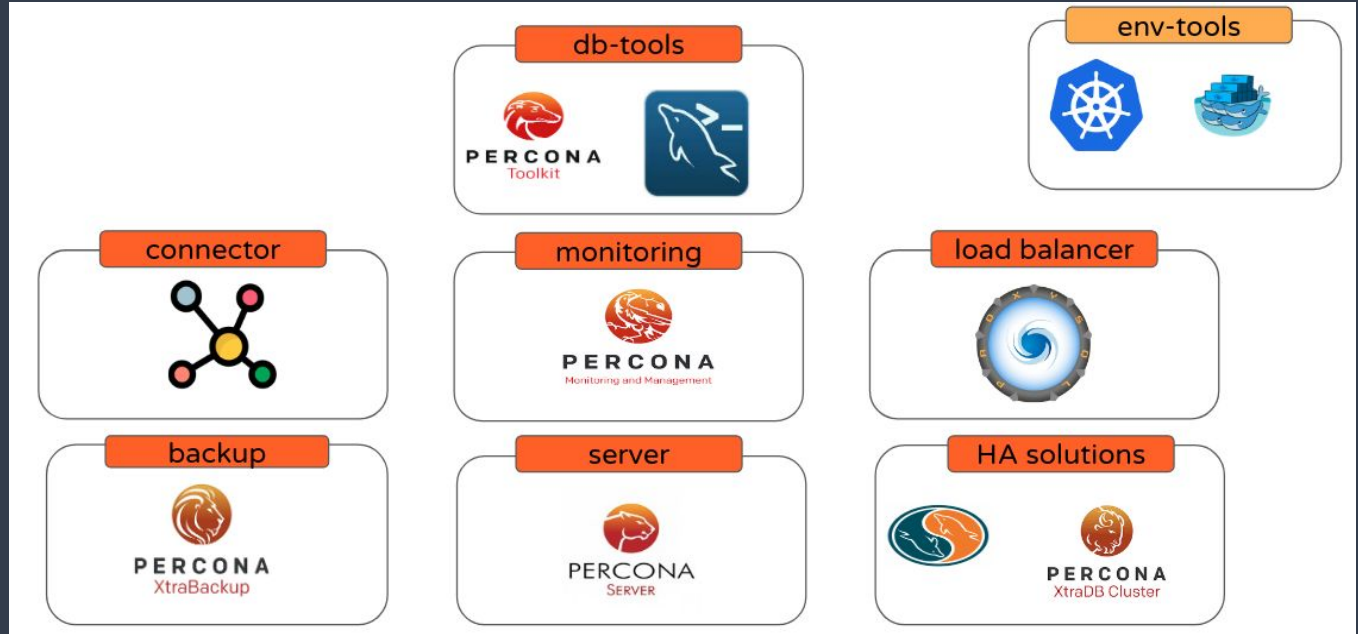 db-tools
env-tools
PERCONA
Toolkit
connector
monitoring
load balancer
PERCONA
Monitoring and Management
PROXYSQL
backup
server
HA solutions
PERCONA
XtraBackup
PERCONA
SERVER
PERCONA
XtraDB Cluster